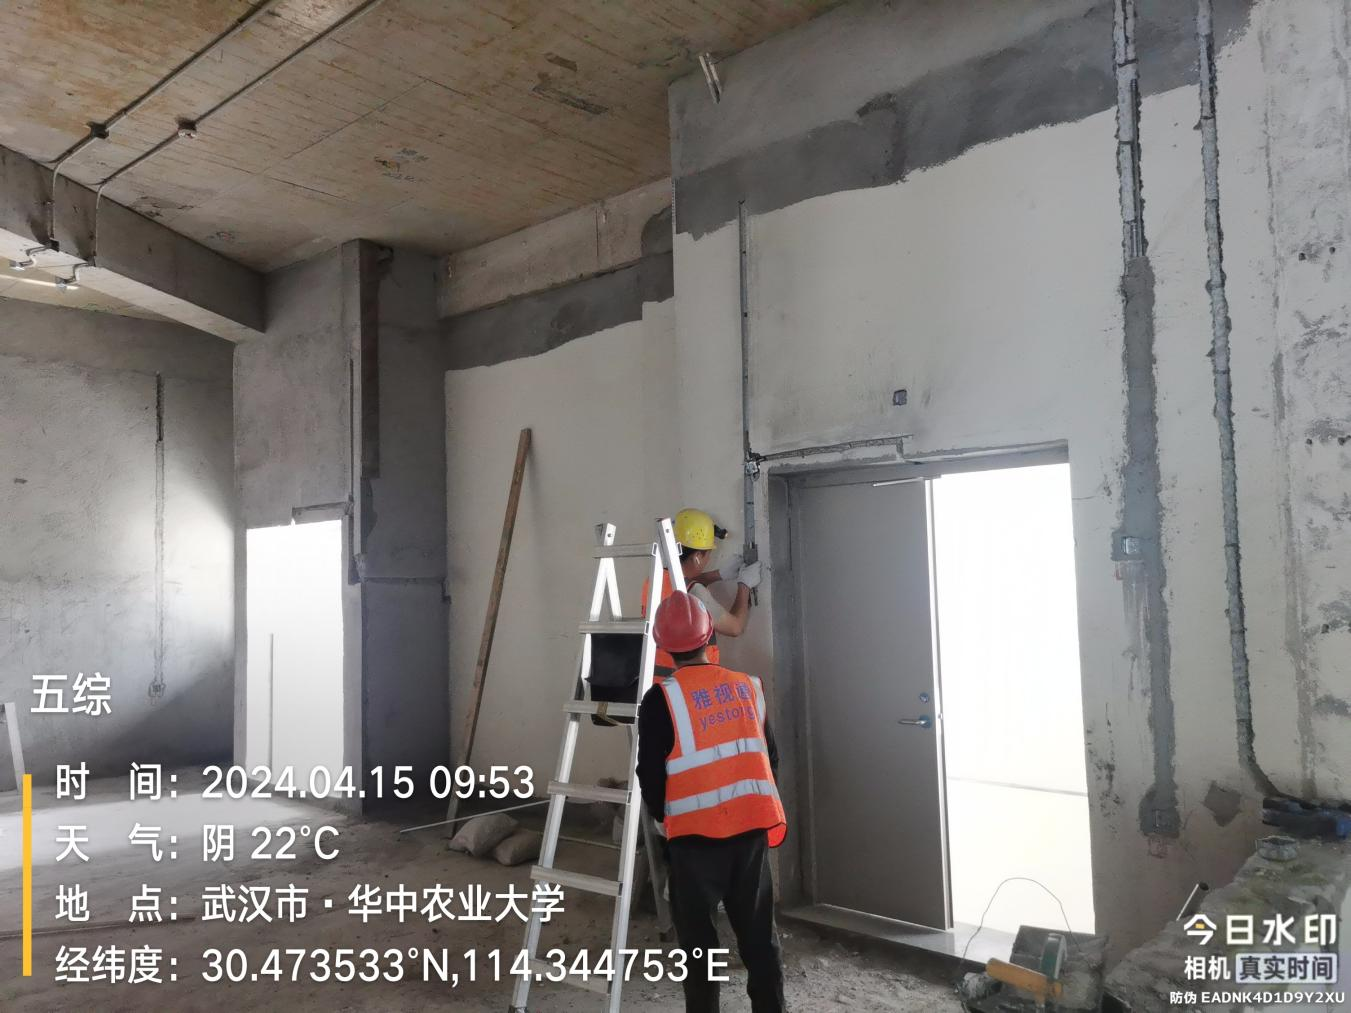 雅视通
yestong
五综
时 间：2024.04.15 09:53
天 气：阴 22°C
地 点：武汉市·华中农业大学
经纬度：30.473533°N,114.344753°E
今日水印
相机 真实时间
防伪 EADNK4D1D9Y2XU